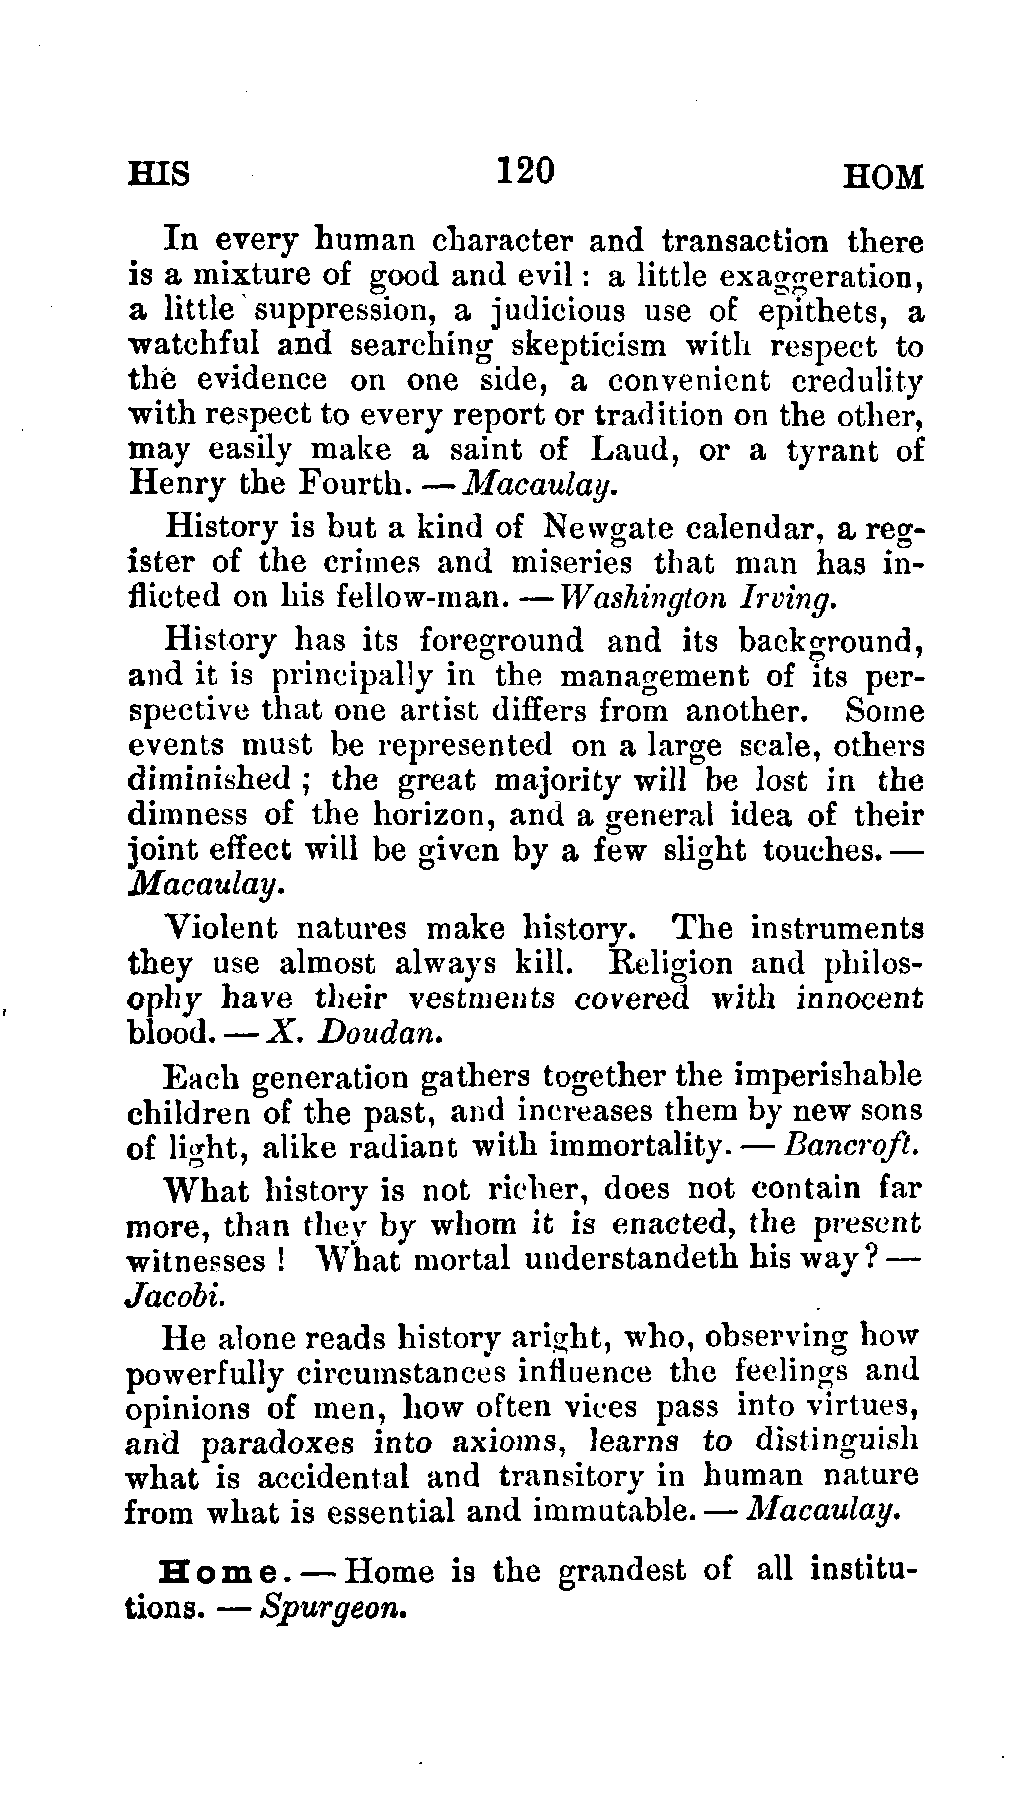 HIS 120 HOM
In every human character and transaction there
is a mixture of good and evil : a little exaggeration,
a little suppression, a judicious use of epithets, a
watchful and searching skepticism with respect to
the evidence on one side, a convenient credulity
with respect to every report or tradition on the other,
may easily make a saint of Laud, or a tyrant of
Henry the Fourth. — Macaulay.
History is but a kind of Newgate calendar, a reg-
ister of the crimes and miseries that man has in-
flicted on his fellow-man. — Washington Irving.
History has its foreground and its background,
and it is principally in the management of its per-
spective that one artist differs from another. Some
events must be represented on a large scale, others
diminished ; the great majority will be lost in the
dimness of the horizon, and a general idea of their
joint effect will be given by a few slight touches. —
Macaulay.
Violent natures make history. The instruments
they use almost always kill. Religion and philos-
ophy have their vestments covered with innocent
blood. — X. Doudan.
Each generation gathers together the imperishable
children of the past, and increases them by new sons
of light, alike radiant with immortality. — Bancroft.
What history is not richer, does not contain far
more, than they by whom it is enacted, the present
witnesses ! What mortal understandeth his way ? —
Jacobi.
He alone reads history aright, who, observing how
powerfully circumstances influence the feelings and
opinions of men, how often vices pass into virtues,
and paradoxes into axioms, learns to distinguish
what is accidental and transitory in human nature
from what is essential and immutable. — Macaulay.
Home. — Home is the grandest of all institu-
tions. — Spurgeon.